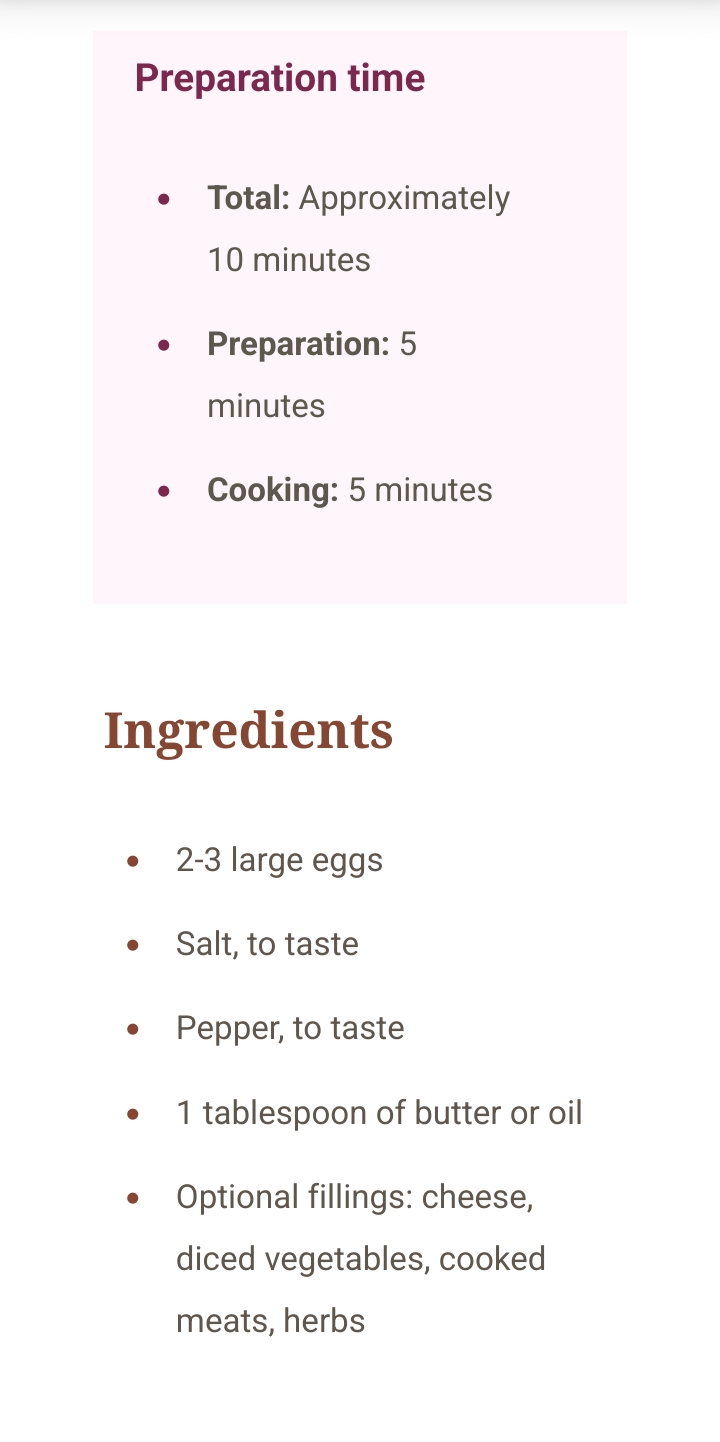 Preparation time
Total: Approximately
10 minutes
Preparation: 5
minutes
Cooking: 5 minutes
Ingredients
2-3 large eggs
Salt, to taste
Pepper, to taste
1 tablespoon of butter or oil
Optional fillings: cheese,
diced vegetables, cooked
meats, herbs